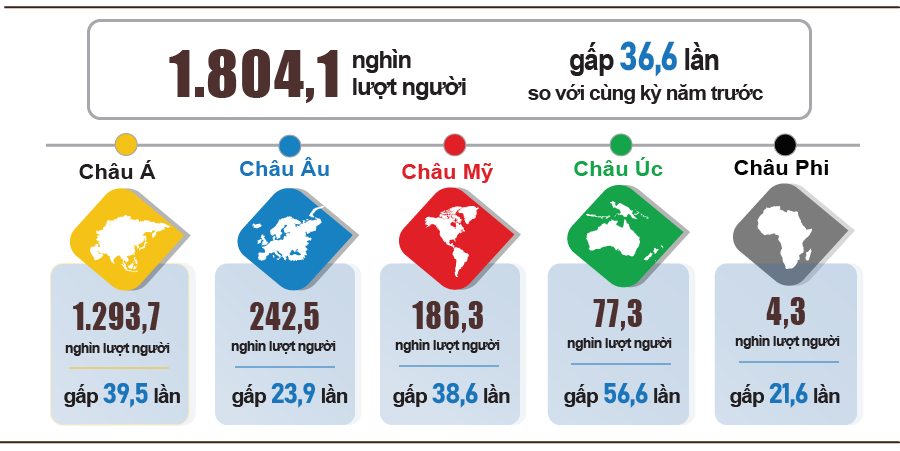 1.804,1 nghìn
lượt người
gấp 36,6 lần
so với cùng kỳ năm trước
Châu Á
Châu Âu
Châu Mỹ
Châu Úc
Châu Phi
1.293,7
nghìn lượt người
gấp 39,5 lần
242,5
nghìn lượt người
gấp 23,9 lần
186,3
nghìn lượt người
gấp 38,6 lần
77,3
nghìn lượt người
gấp 56,6 lần
4,3
nghìn lượt người
gấp 21,6 lần